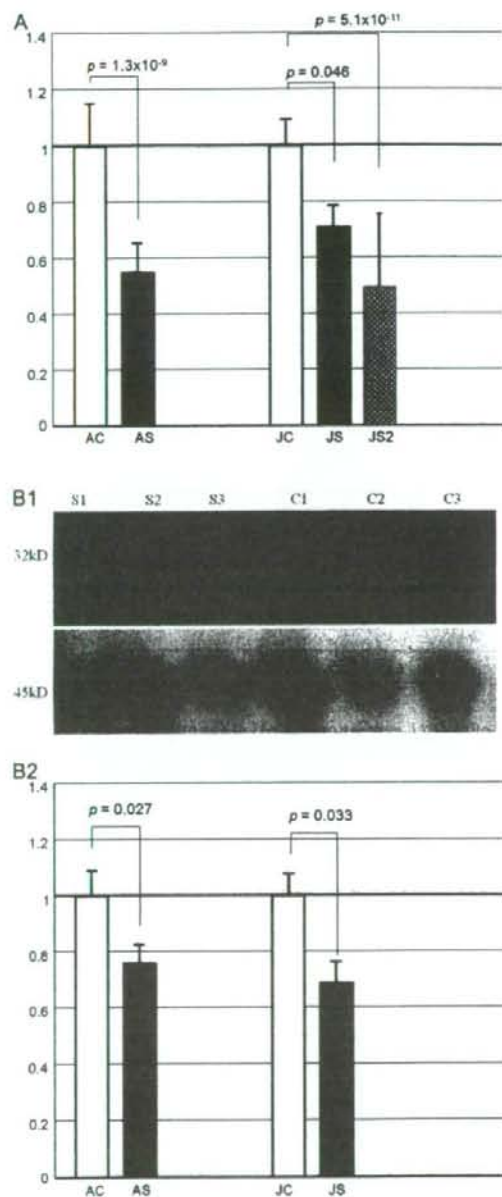 A
1.4
p = 5.1x10⁻¹¹
p = 1.3x10⁻⁹
p = 0.046
1.2
1
0.8
0.6
0.4
0.2
0
AC AS JC JS JS2
B1
S1 S2 S3 C1 C2 C3
32kD
45kD
B2
1.4
p = 0.027 p = 0.033
1.2
1
0.8
0.6
0.4
0.2
0
AC AS JC JS